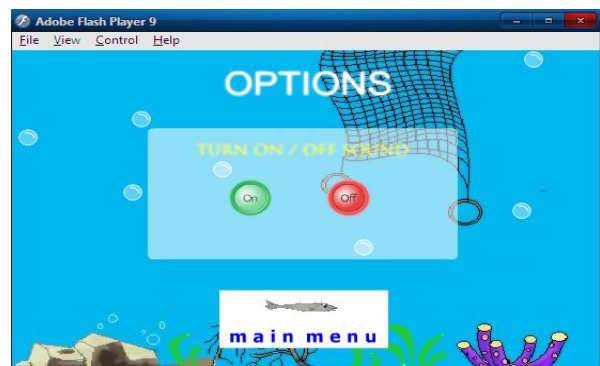 Adobe Flash Player 9
File View Control Help
OPTIONS
TURN ON / OFF SOUND
On Off
main menu